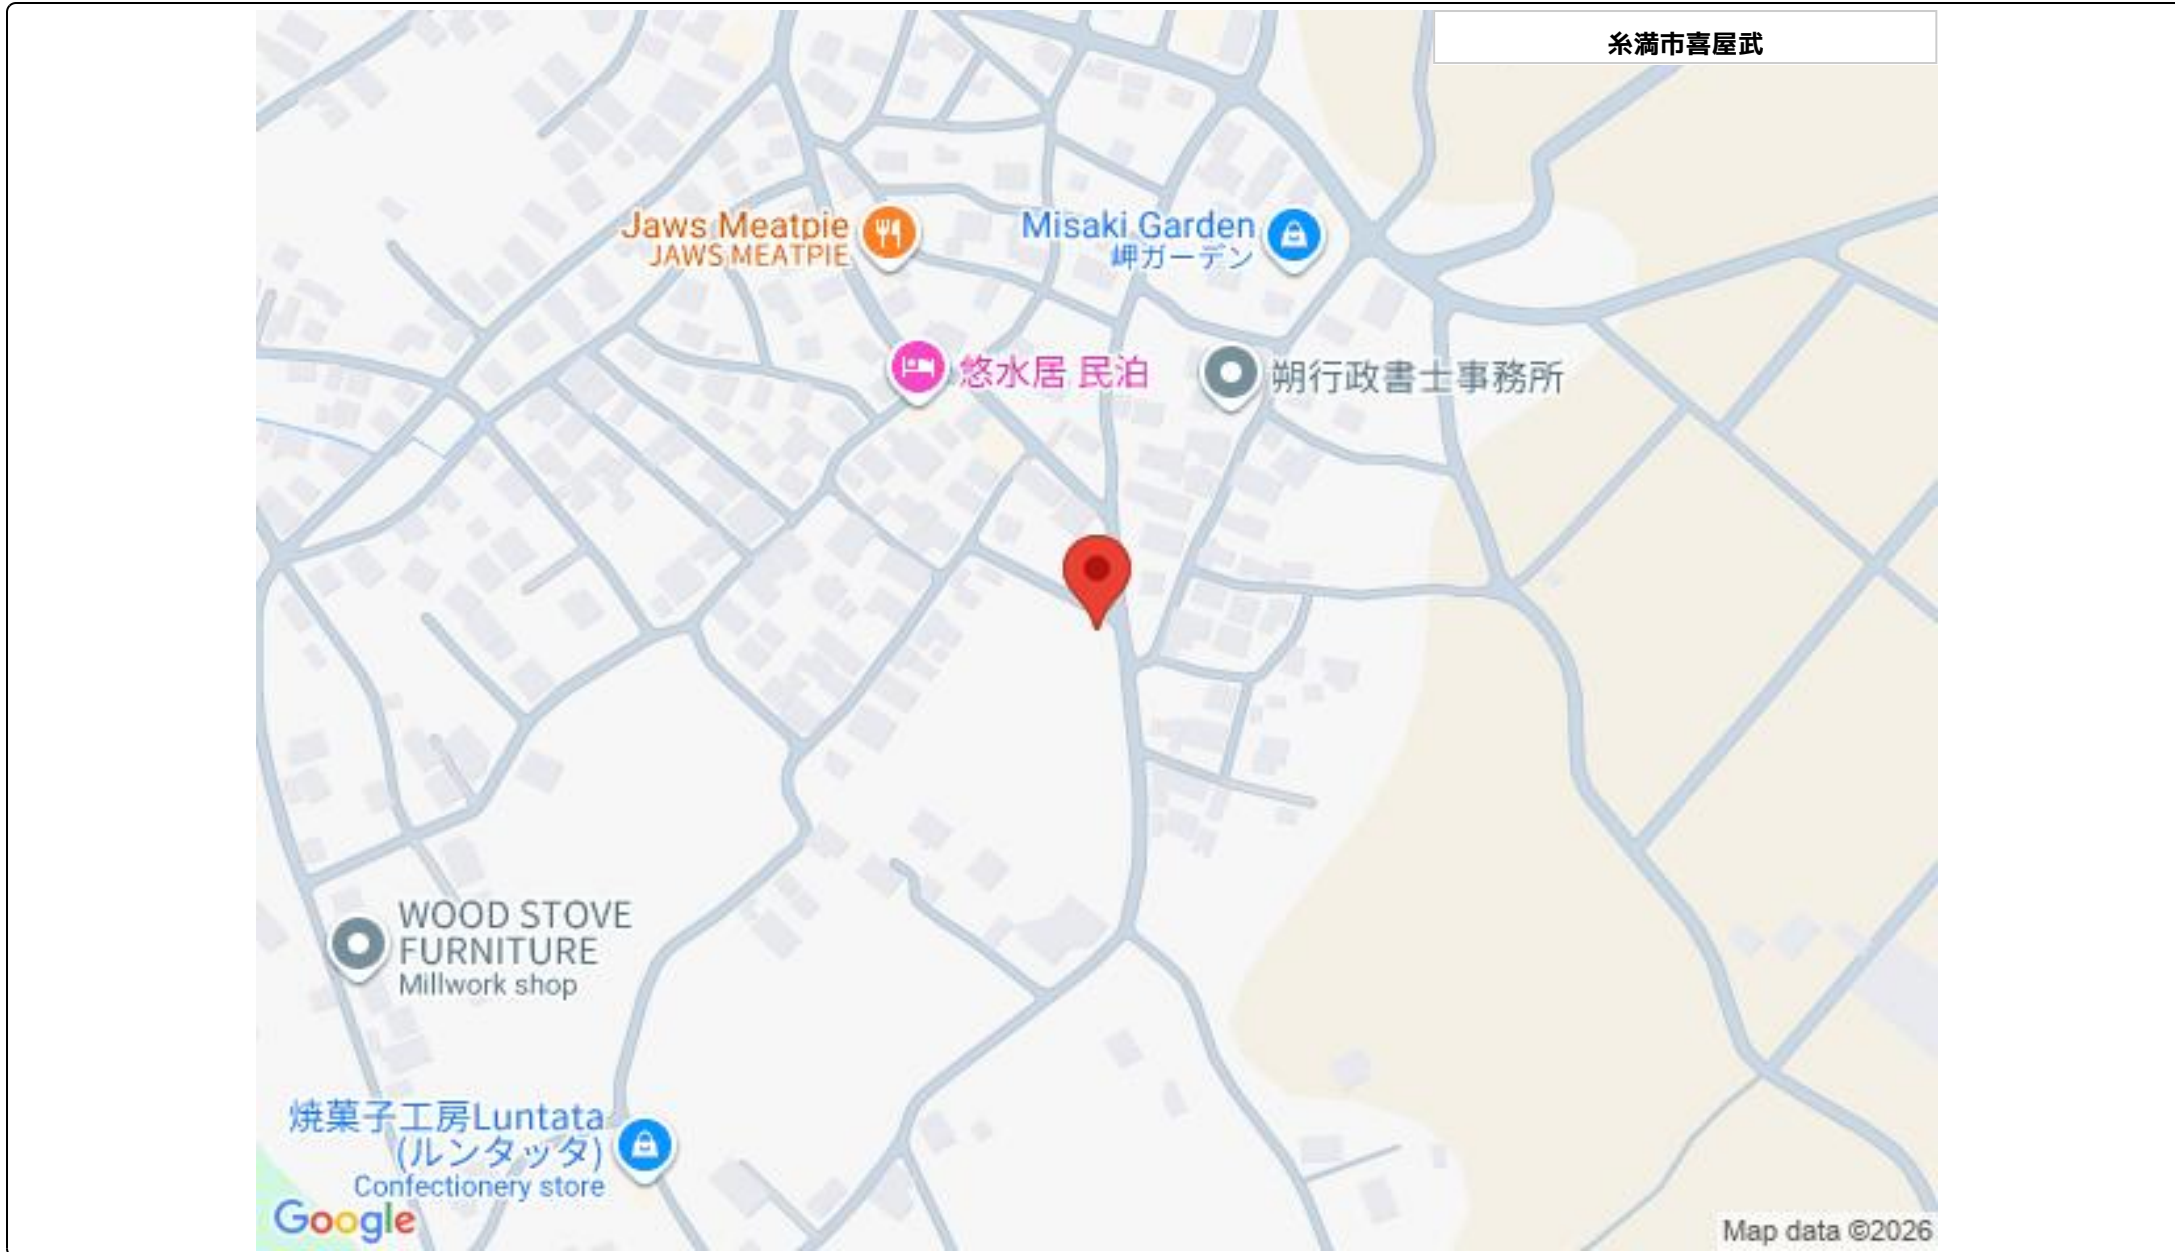 糸満市喜屋武
Jaws Meatpie
JAWS MEATPIE
Misaki Garden
岬ガーデン
悠水居 民泊
朔行政書士事務所
WOOD STOVE
FURNITURE
Millwork shop
焼菓子工房Luntata
(ルンタッタ)
Confectionery store
Google
Map data ©2026